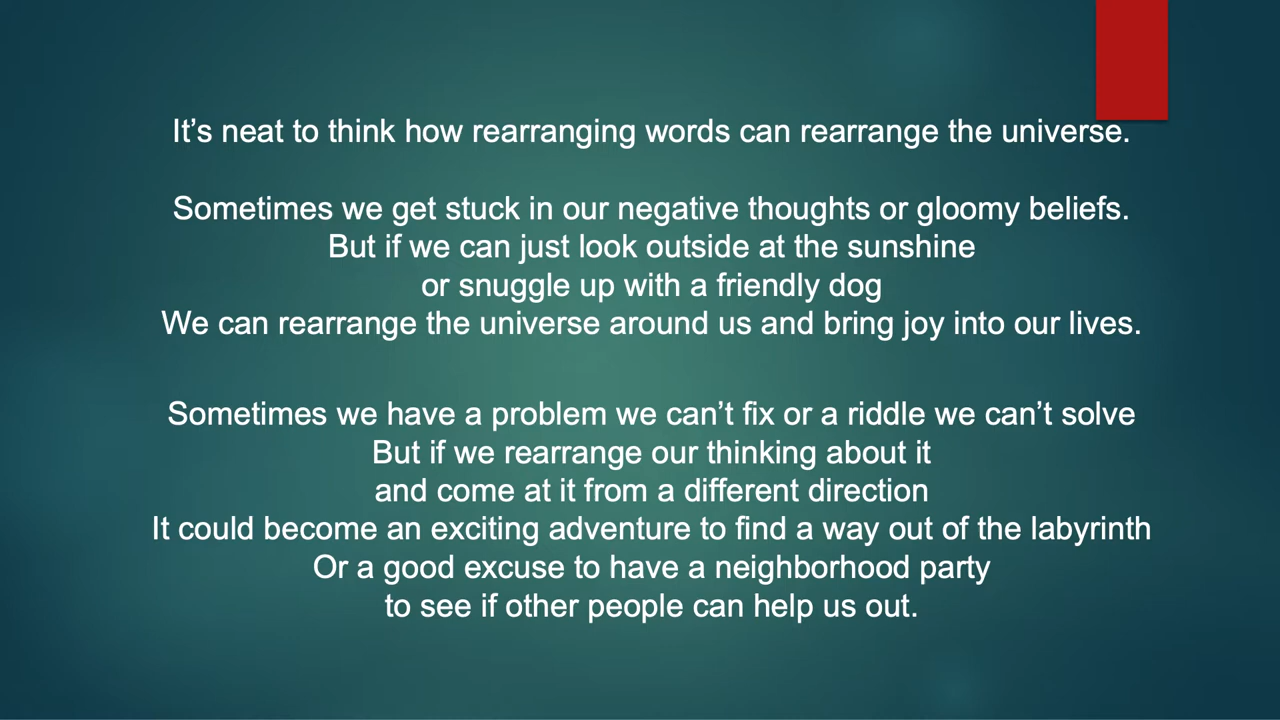 It’s neat to think how rearranging words can rearrange the universe.
Sometimes we get stuck in our negative thoughts or gloomy beliefs.
But if we can just look outside at the sunshine
or snuggle up with a friendly dog
We can rearrange the universe around us and bring joy into our lives.
Sometimes we have a problem we can’t fix or a riddle we can’t solve
But if we rearrange our thinking about it
and come at it from a different direction
It could become an exciting adventure to find a way out of the labyrinth
Or a good excuse to have a neighborhood party
to see if other people can help us out.